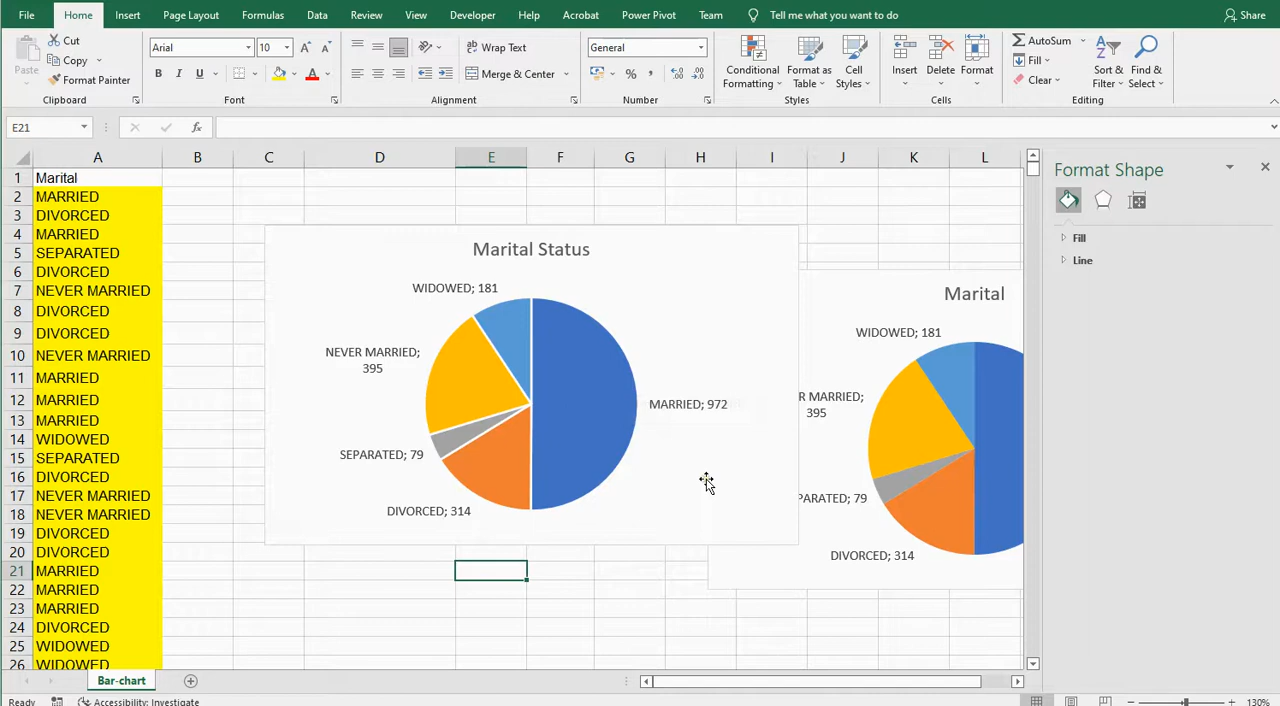 File Home Insert Page Layout Formulas Data Review View Developer Help Acrobat Power Pivot Team Tell me what you want to do Share
Cut
Copy
Format Painter
Paste
Clipboard
Arial 10
B I U
Font
Wrap Text
Merge & Center
Alignment
General
%
Number
Conditional Formatting
Format as Table
Cell Styles
Styles
Insert Delete Format
Cells
AutoSum
Fill
Clear
Sort & Filter
Find & Select
Editing
E21 fx
A B C D E F G H I J K L
1 Marital
2 MARRIED
3 DIVORCED
4 MARRIED
5 SEPARATED
6 DIVORCED
7 NEVER MARRIED
8 DIVORCED
9 DIVORCED
10 NEVER MARRIED
11 MARRIED
12 MARRIED
13 MARRIED
14 WIDOWED
15 SEPARATED
16 DIVORCED
17 NEVER MARRIED
18 NEVER MARRIED
19 DIVORCED
20 DIVORCED
21 MARRIED
22 MARRIED
23 MARRIED
24 DIVORCED
25 WIDOWED
26 WIDOWED
Marital Status
WIDOWED; 181
NEVER MARRIED;
395
MARRIED; 972
SEPARATED; 79
DIVORCED; 314
Marital
WIDOWED; 181
R MARRIED;
395
PARATED; 79
DIVORCED; 314
Format Shape
Fill
Line
Bar-chart
Ready Accessibility: Investigate 130%